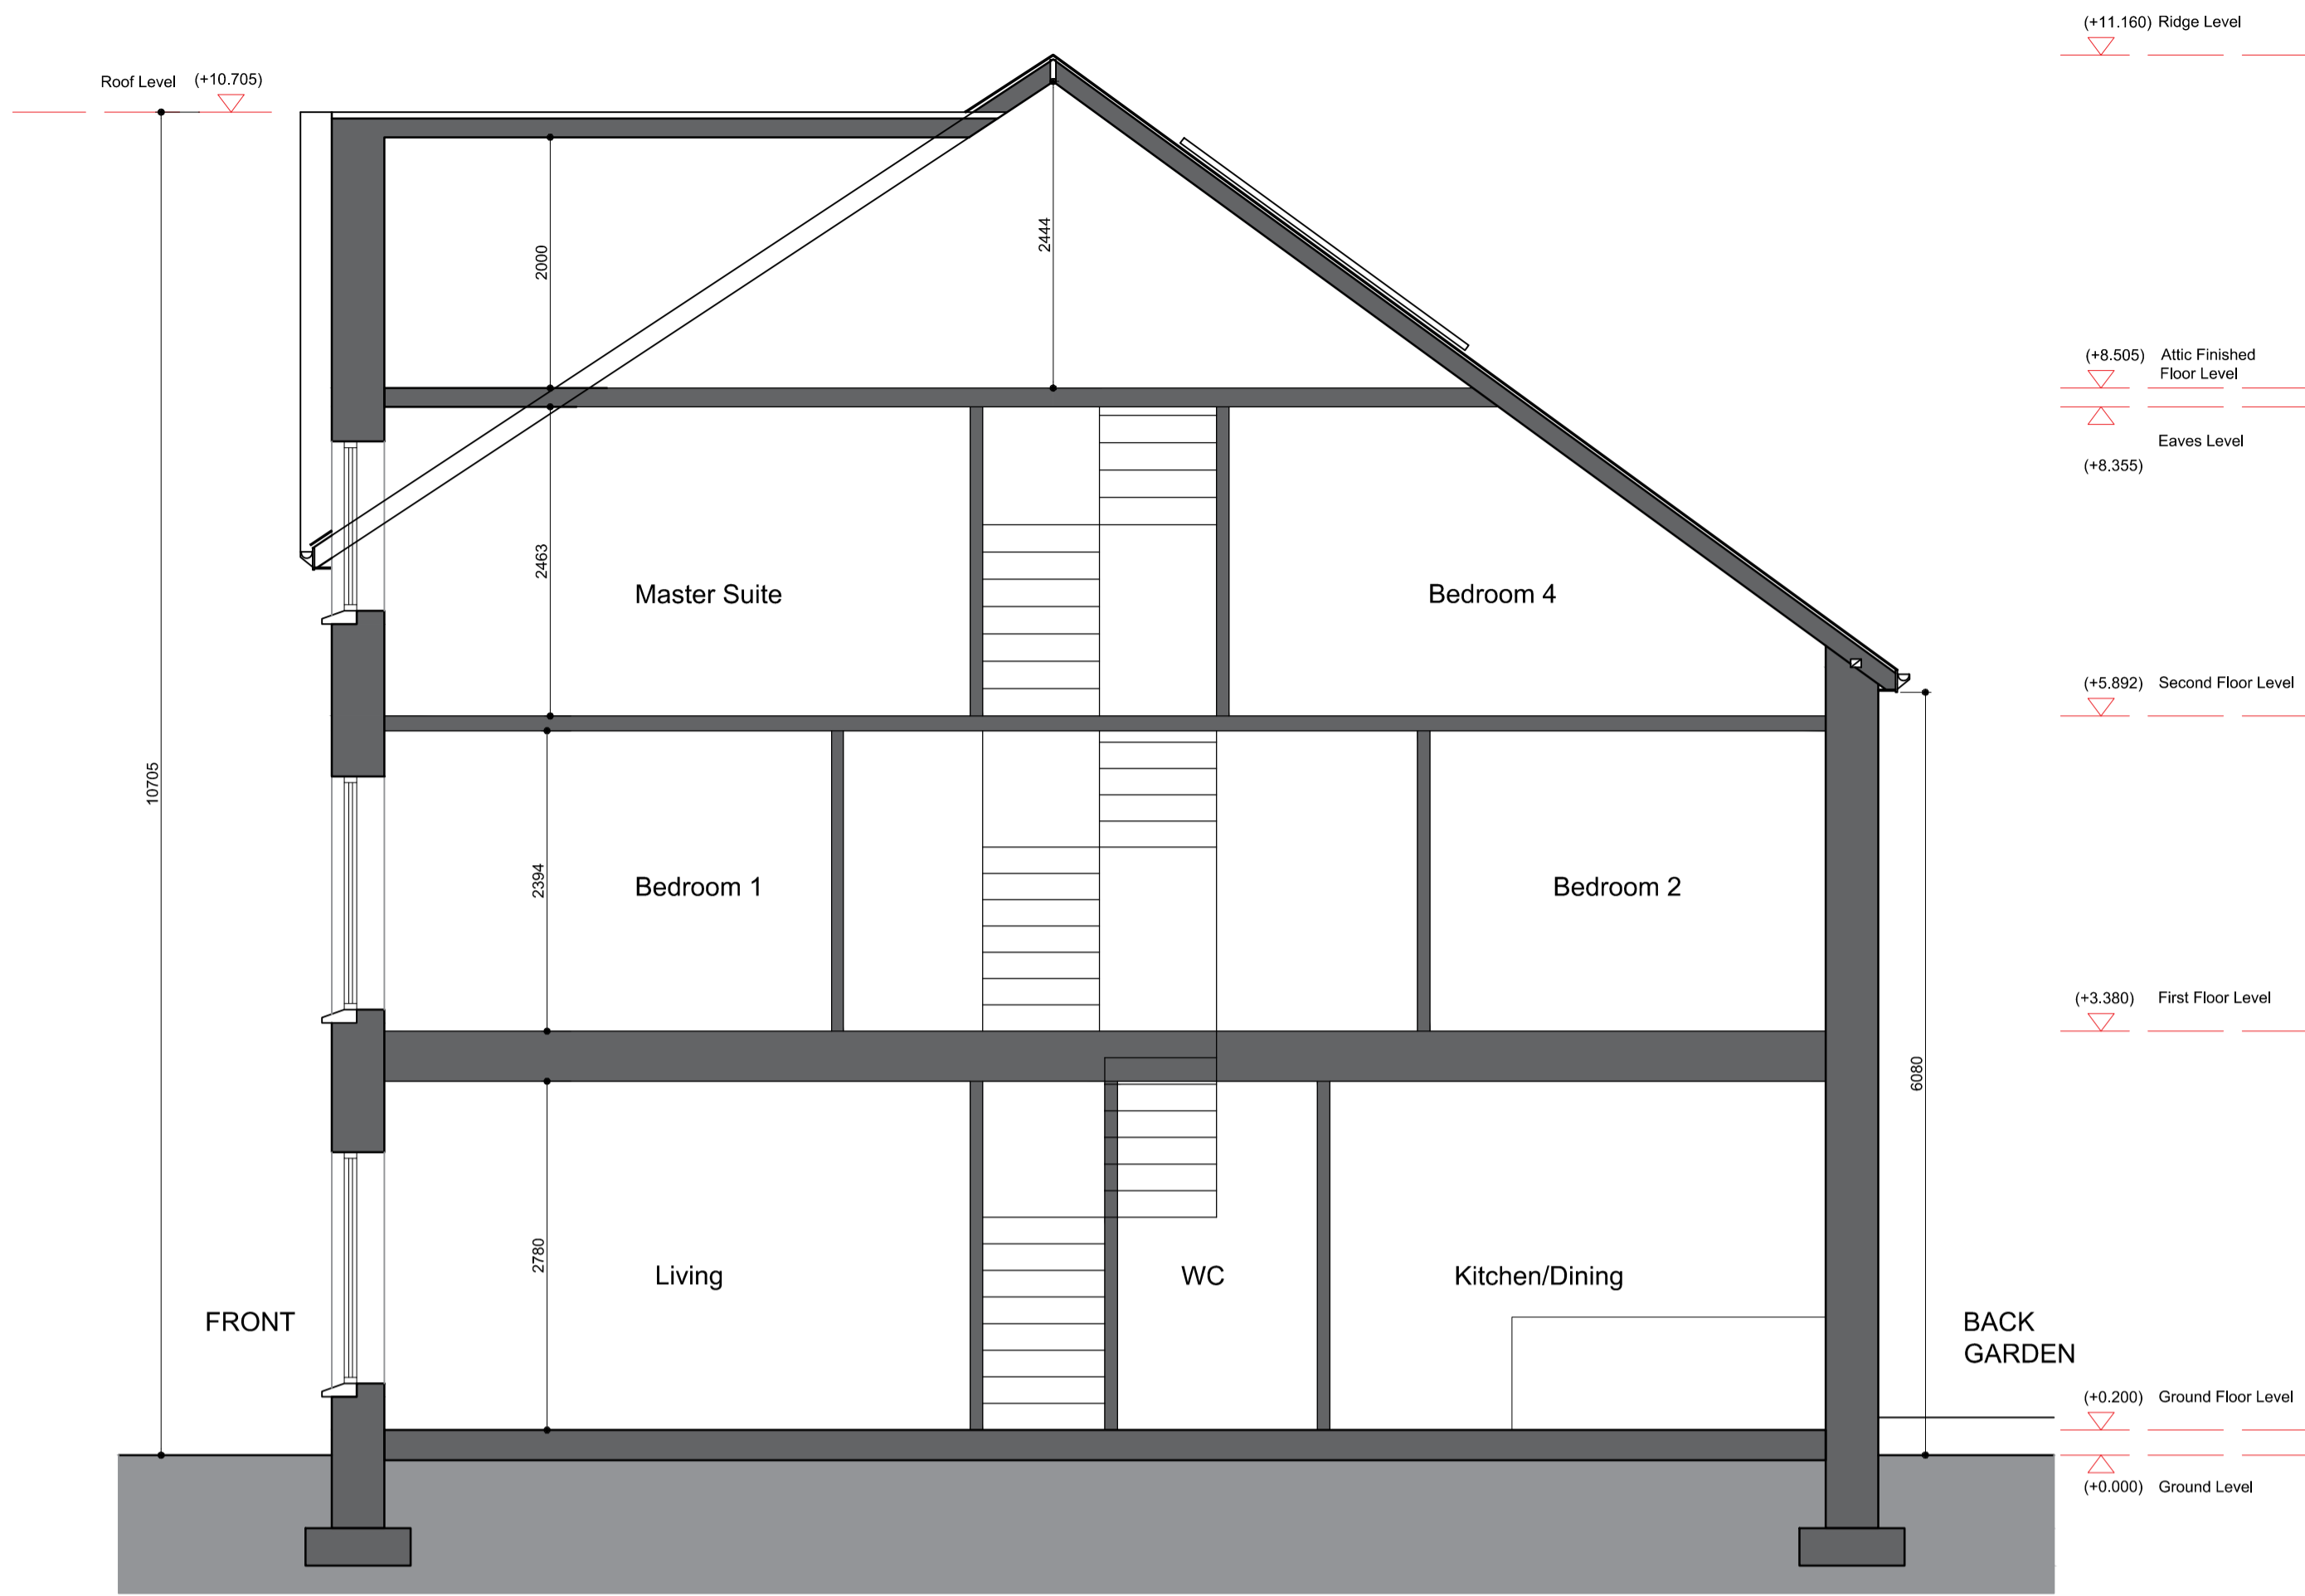 (+11.160) Ridge Level
Roof Level (+10.705)
2444
2000
(+8.505) Attic Finished
Floor Level
Eaves Level
(+8.355)
2463
Master Suite
Bedroom 4
(+5.892) Second Floor Level
10705
2394
Bedroom 1
Bedroom 2
(+3.380) First Floor Level
6080
2780
Living
WC
Kitchen/Dining
FRONT
BACK
GARDEN
(+0.200) Ground Floor Level
(+0.000) Ground Level